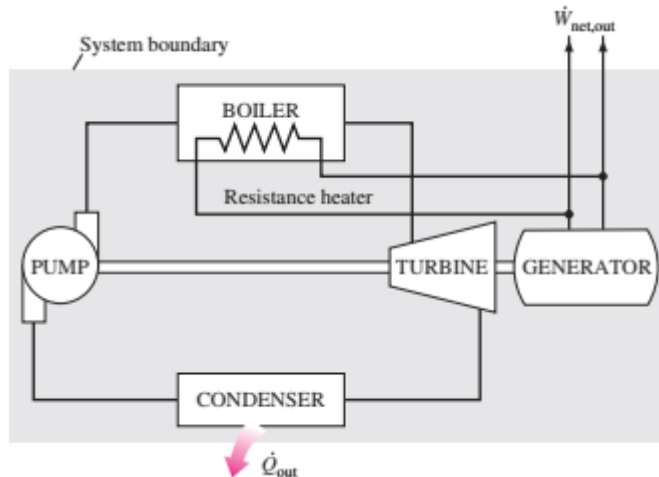 Ẇnet,out
System boundary
BOILER
Resistance heater
PUMP
TURBINE
GENERATOR
CONDENSER
Q̇out